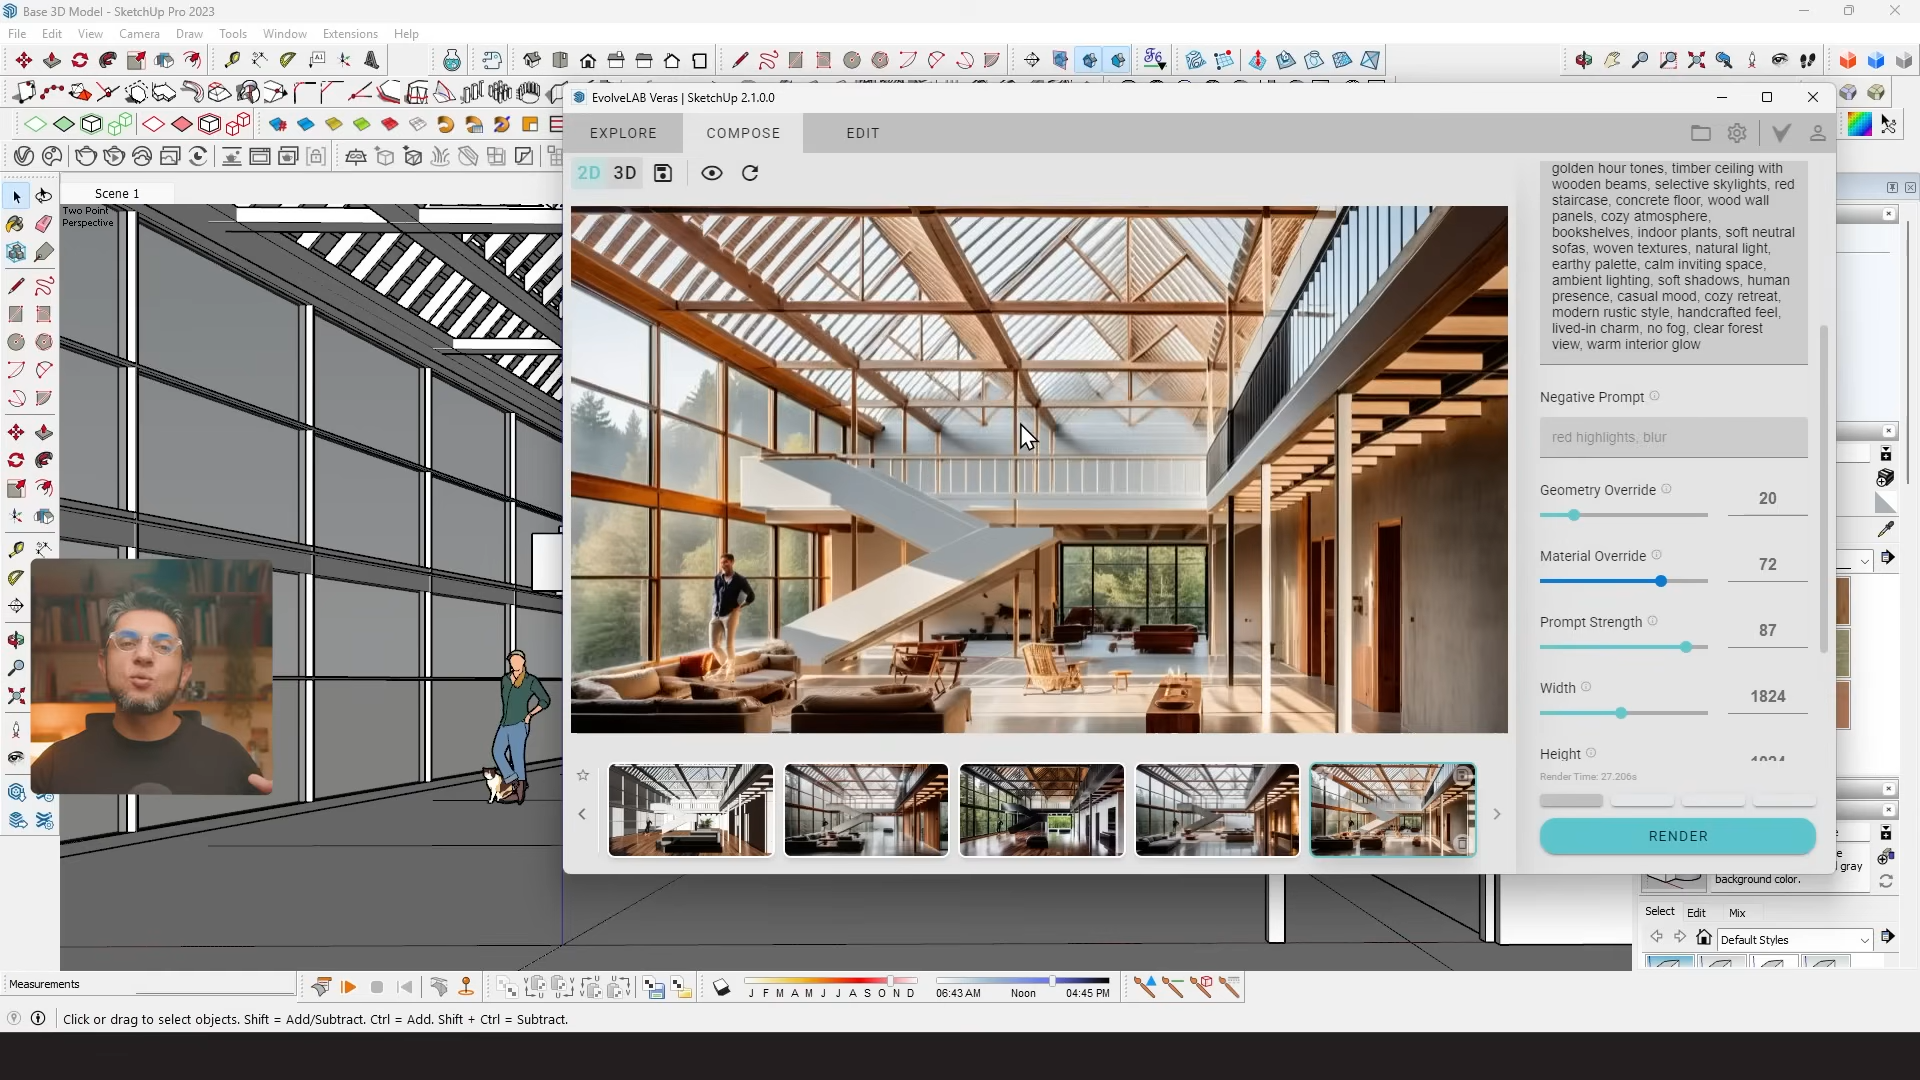 Base 3D Model - SketchUp Pro 2023
File Edit View Camera Draw Tools Window Extensions Help
EvolveLAB Veras | SketchUp 2.1.0.0
EXPLORE COMPOSE EDIT
2D 3D
Scene 1
Two Point
Perspective
golden hour tones, timber ceiling with
wooden beams, selective skylights, red
staircase, concrete floor, wood wall
panels, cozy atmosphere,
bookshelves, indoor plants, soft neutral
sofas, woven textures, natural light,
earthy palette, calm inviting space,
ambient lighting, soft shadows, human
presence, casual mood, cozy retreat,
modern rustic style, handcrafted feel,
lived-in charm, no fog, clear forest
view, warm interior glow
Negative Prompt
red highlights, blur
Geometry Override 20
Material Override 72
Prompt Strength 87
Width 1824
Height
Render Time: 27.206s
RENDER
e
gray
background color.
Select Edit Mix
Default Styles
Measurements
J F M A M J J A S O N D
06:43 AM Noon 04:45 PM
Click or drag to select objects. Shift = Add/Subtract. Ctrl = Add. Shift + Ctrl = Subtract.